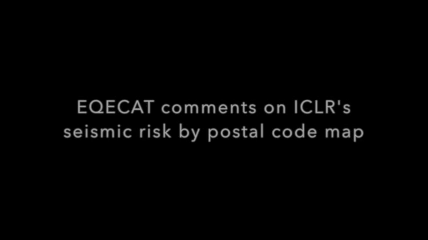 EQECAT comments on ICLR's
seismic risk by postal code map